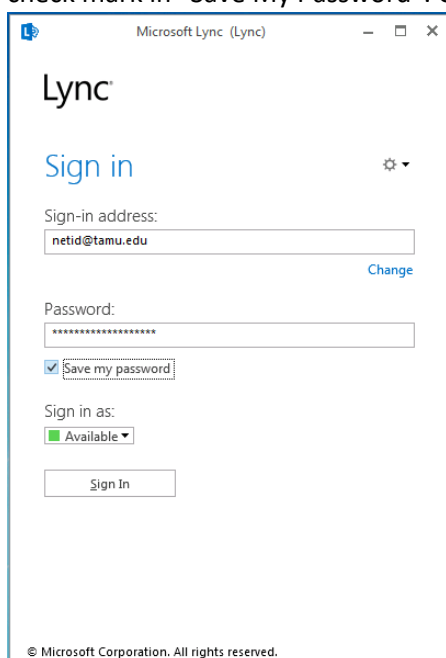 check mark in "Save My Password".
Microsoft Lync (Lync)
Lync
Sign in
Sign-in address:
netid@tamu.edu
Change
Password:
*******************
Save my password
Sign in as:
Available
Sign In
© Microsoft Corporation. All rights reserved.